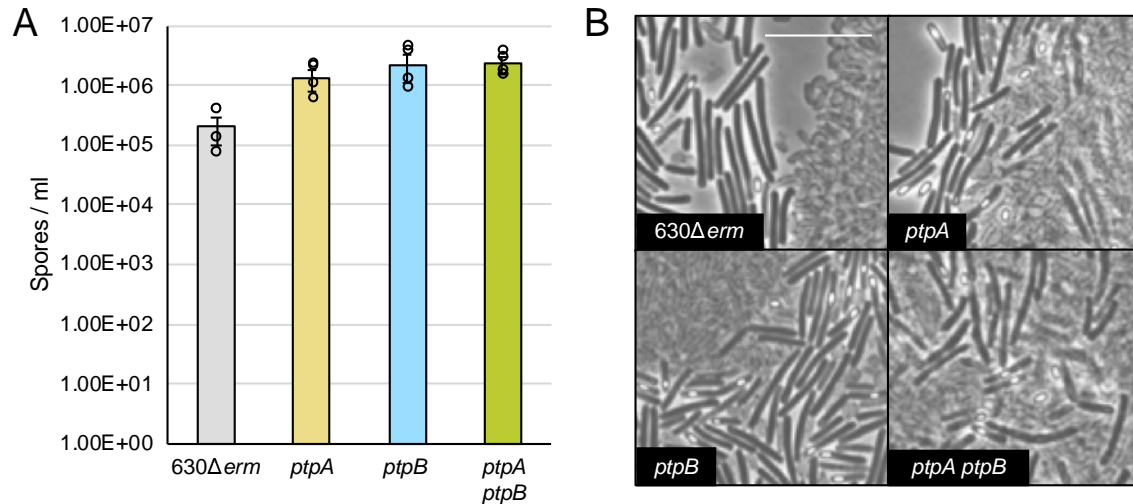 A
1.00E+07
1.00E+06
1.00E+05
1.00E+04
1.00E+03
1.00E+02
1.00E+01
1.00E+00
Spores / ml
630Δerm
ptpA
ptpB
ptpA
ptpB
B
630Δerm
ptpA
ptpB
ptpA ptpB